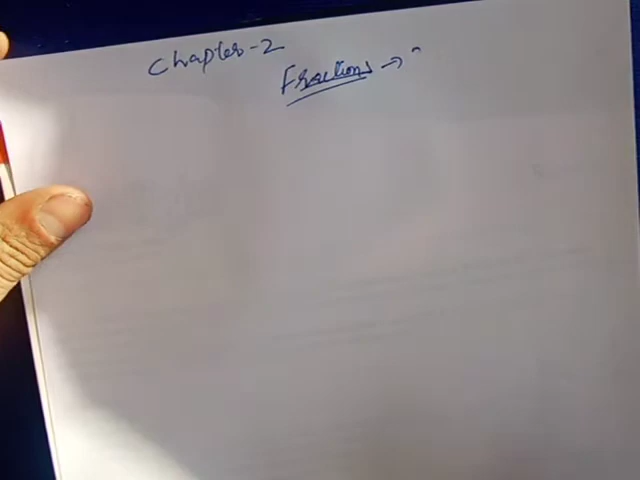 Chapter-2
Fractions →